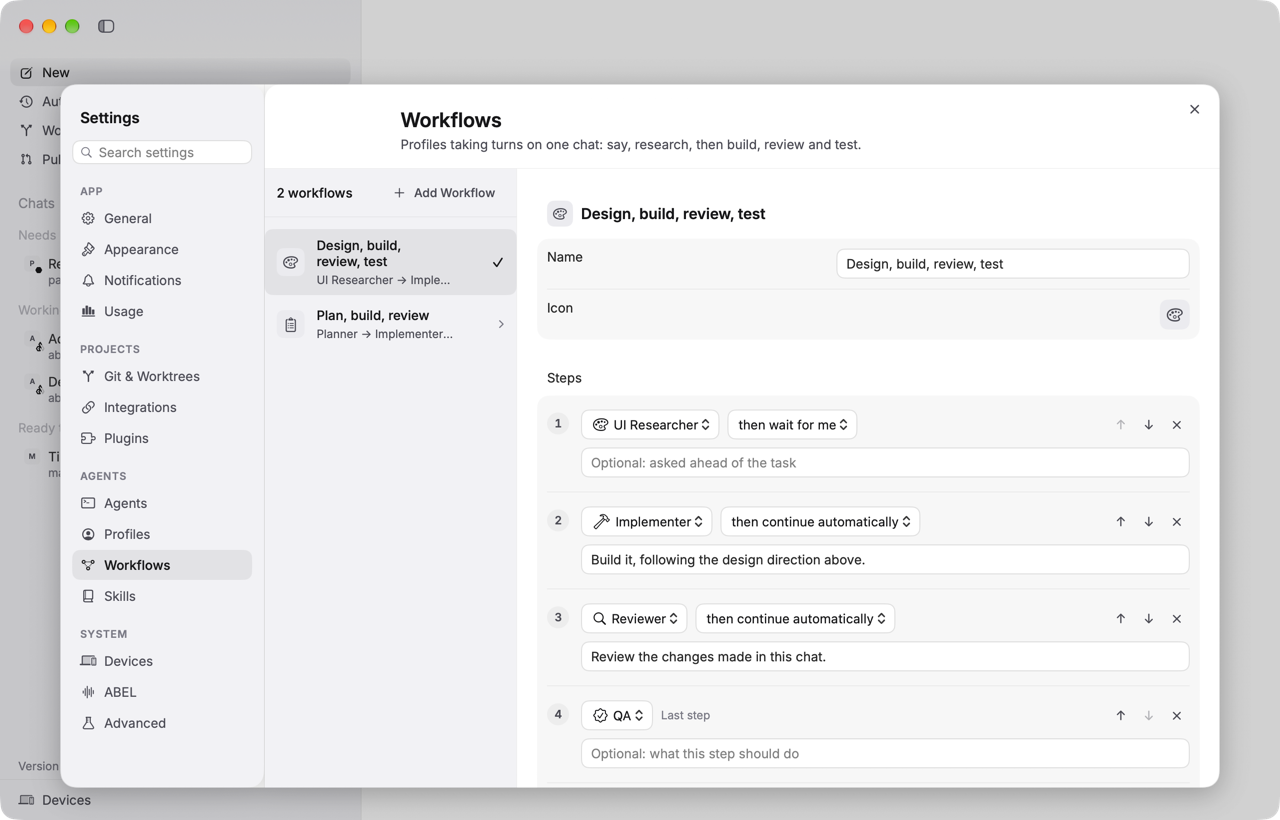 New
Settings
Search settings
APP
General
Appearance
Notifications
Usage
PROJECTS
Git & Worktrees
Integrations
Plugins
AGENTS
Agents
Profiles
Workflows
Skills
SYSTEM
Devices
ABEL
Advanced
Chats
Needs
Ready
Version
Devices
Workflows
Profiles taking turns on one chat: say, research, then build, review and test.
2 workflows
Add Workflow
Design, build,
review, test
UI Researcher → Imple...
Plan, build, review
Planner → Implementer...
Design, build, review, test
Name
Design, build, review, test
Icon
Steps
1
UI Researcher
then wait for me
Optional: asked ahead of the task
2
Implementer
then continue automatically
Build it, following the design direction above.
3
Reviewer
then continue automatically
Review the changes made in this chat.
4
QA
Last step
Optional: what this step should do